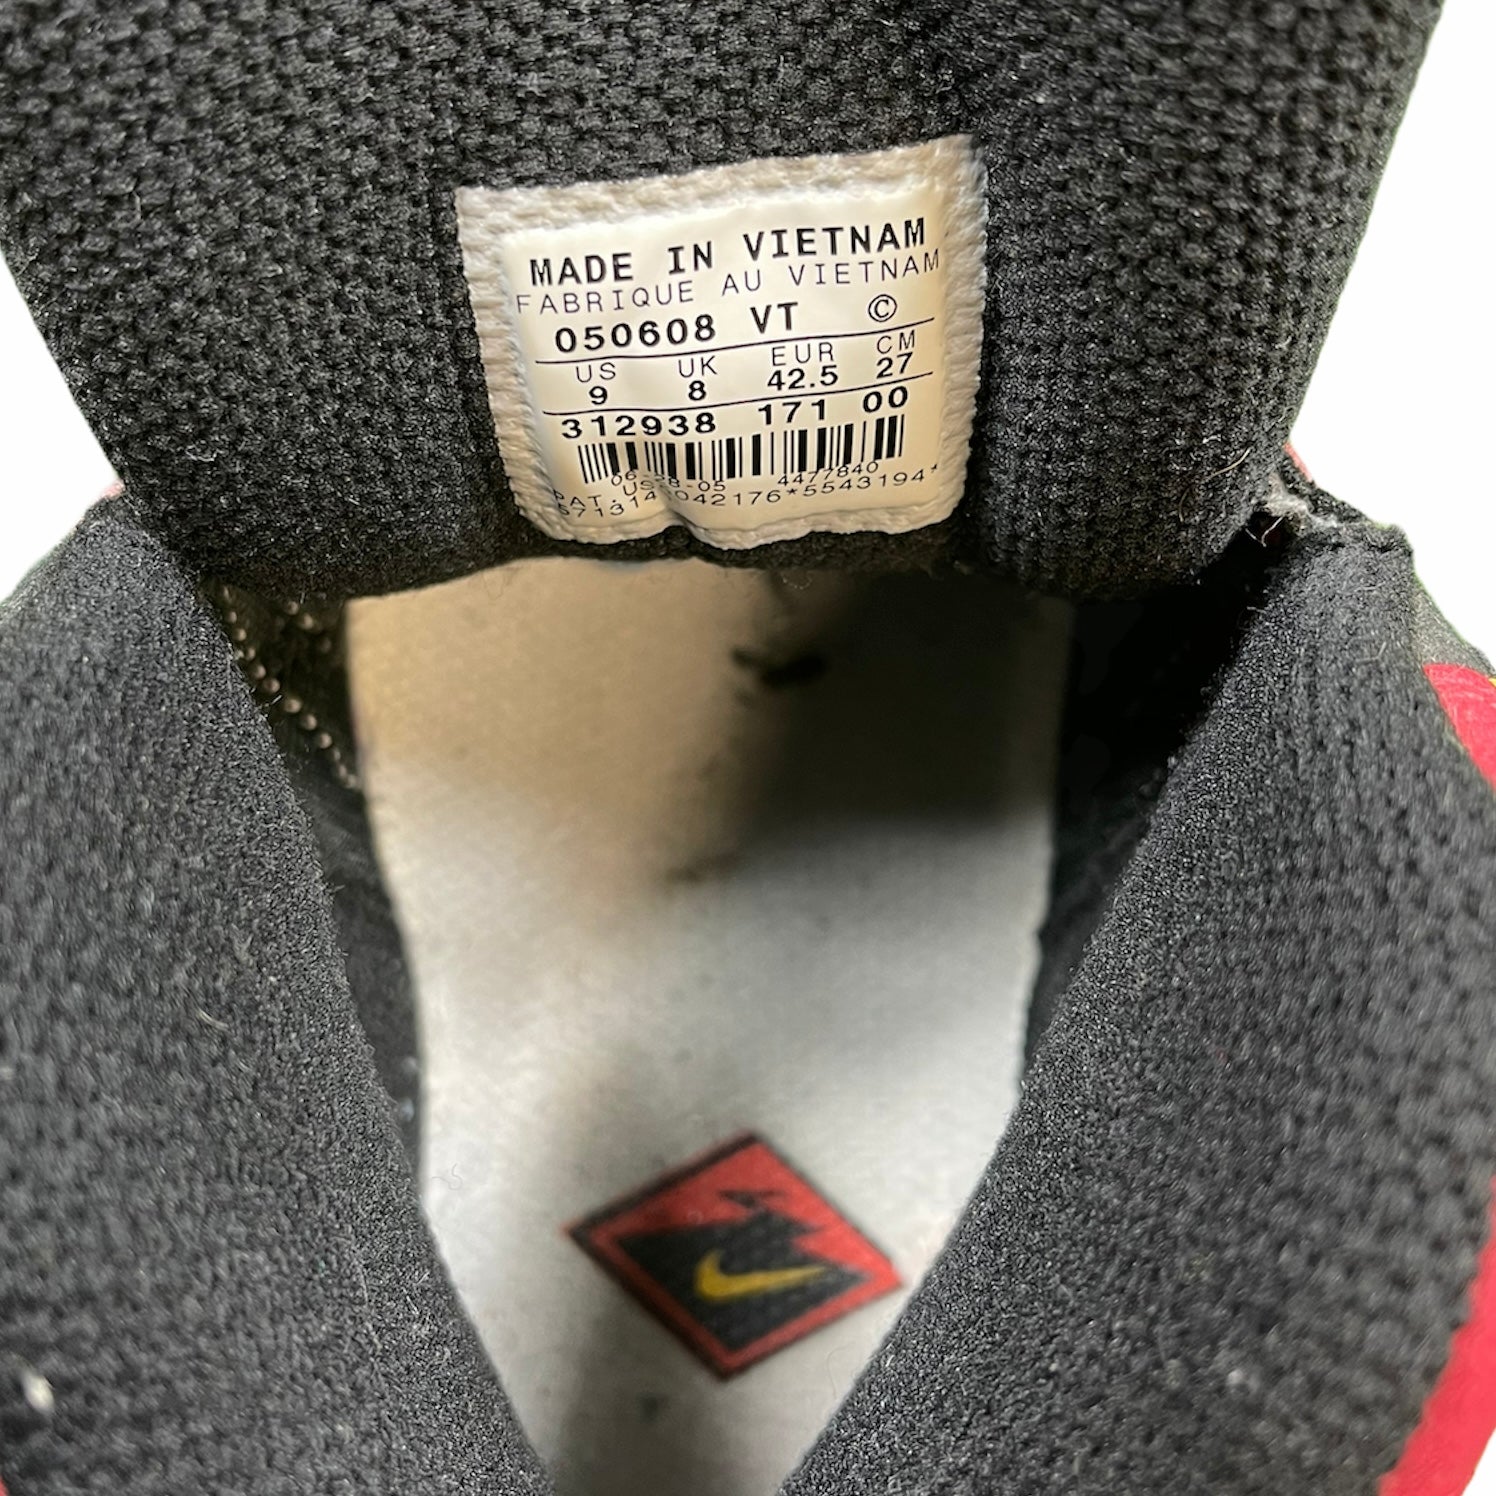 MADE IN VIETNAM
FABRIQUE AU VIETNAM
050608 VT ©
US UK EUR CM
9 8 42.5 27
312938 171 00
4477840